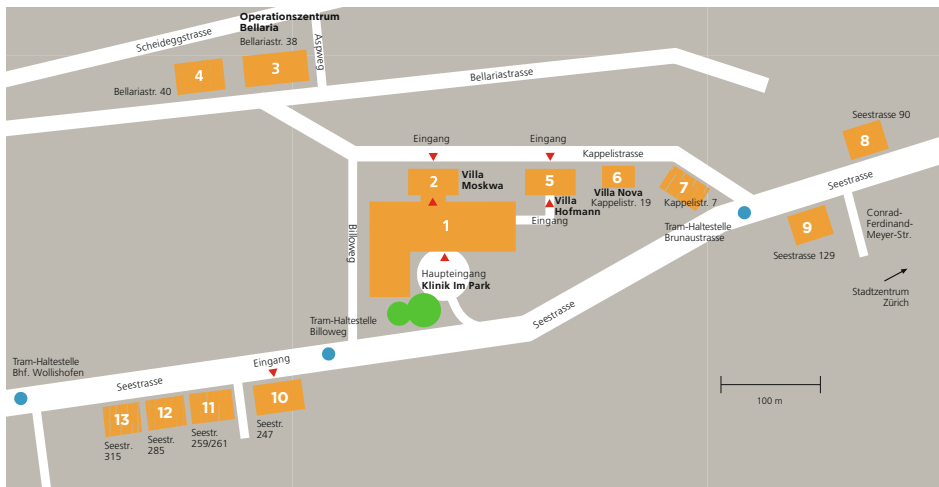 Operationszentrum
Bellaria
Bellariastr. 38
Scheideggstrasse
Aspweg
4
3
Bellariastr. 40
Bellariastrasse
Seestrasse 90
8
Eingang
Eingang
Kappelistrasse
2
Villa
Moskwa
5
6
7
Villa Nova
Kappelistr. 19
Kappelistr. 7
Villa
Hofmann
Eingang
Seestrasse
1
Billoweg
Tram-Haltestelle
Brunaustrasse
9
Seestrasse 129
Conrad-
Ferdinand-
Meyer-Str.
Haupteingang
Klinik Im Park
Stadtzentrum
Zürich
Seestrasse
Tram-Haltestelle
Billoweg
Tram-Haltestelle
Bhf. Wollishofen
Eingang
Seestrasse
100 m
13
12
11
10
Seestr.
315
Seestr.
285
Seestr.
259/261
Seestr.
247